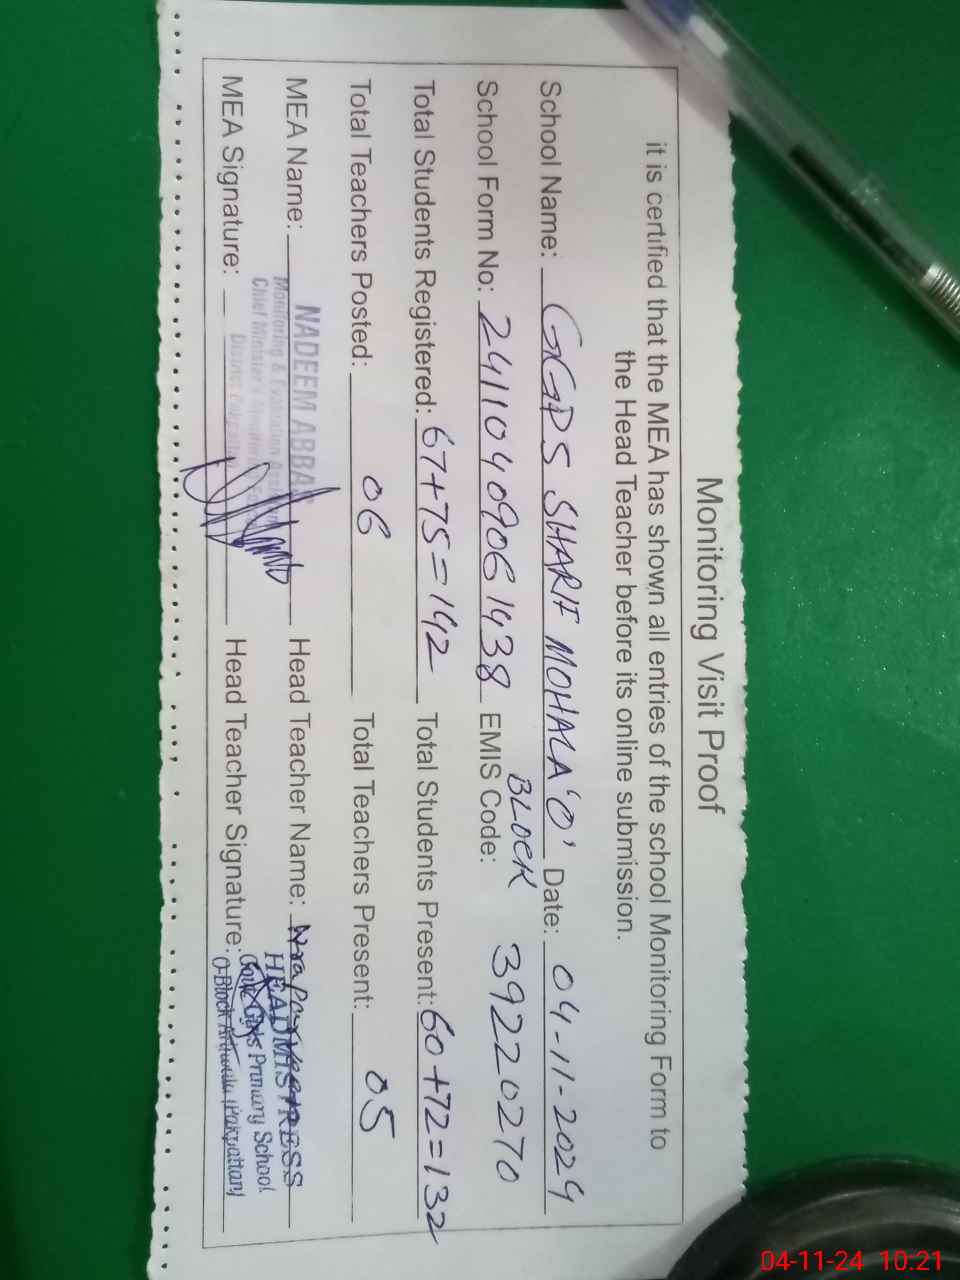 Monitoring Visit Proof
it is certified that the MEA has shown all entries of the school Monitoring Form to
the Head Teacher before its online submission.
School Name: GGPS SHARIF MOHALA 'O' Date: 04-11-2024
BLOCK
School Form No: 24110409061438 EMIS Code: 39220270
Total Students Registered: 67+75=142 Total Students Present: 60+72=132
Total Teachers Posted: 06 Total Teachers Present: 05
MEA Name: Head Teacher Name:
NADEEM ABBAS
Monitoring & Evaluation
Chief Minister's Monitoring
District
HEADMISTRESS
Govt: Girls Primary School
O-Block (Pakpattan)
MEA Signature: Head Teacher Signature:
04-11-24 10:21